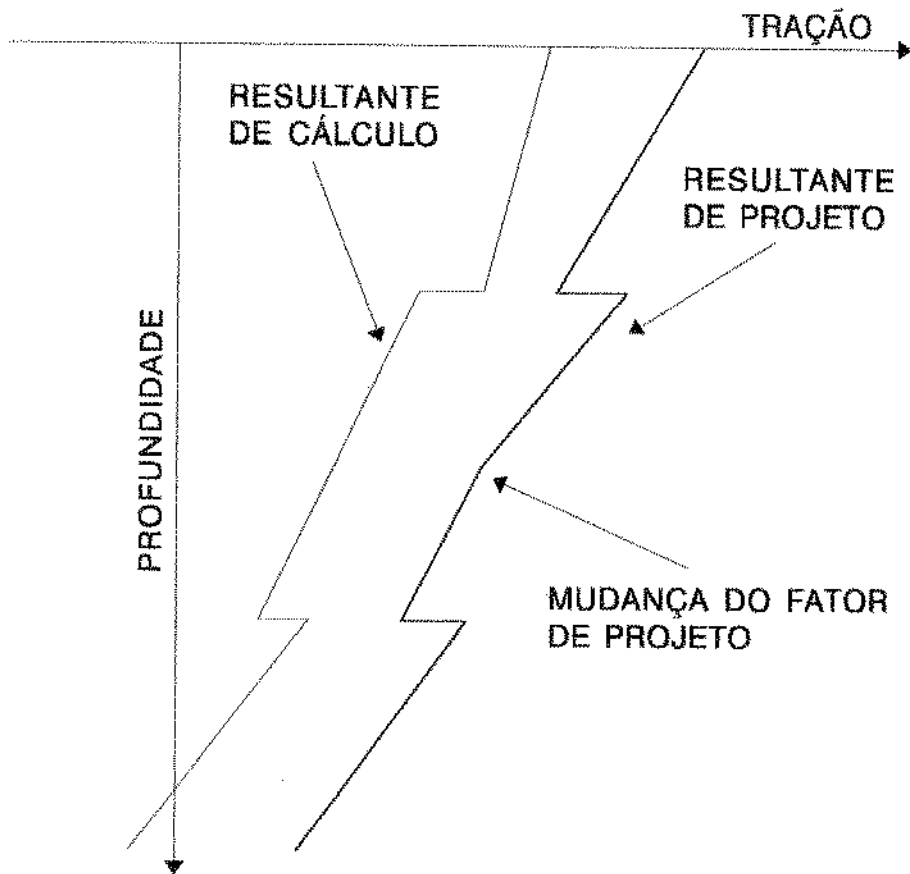 TRAÇÃO
RESULTANTE
DE CÁLCULO
RESULTANTE
DE PROJETO
PROFUNDIDADE
MUDANÇA DO FATOR
DE PROJETO